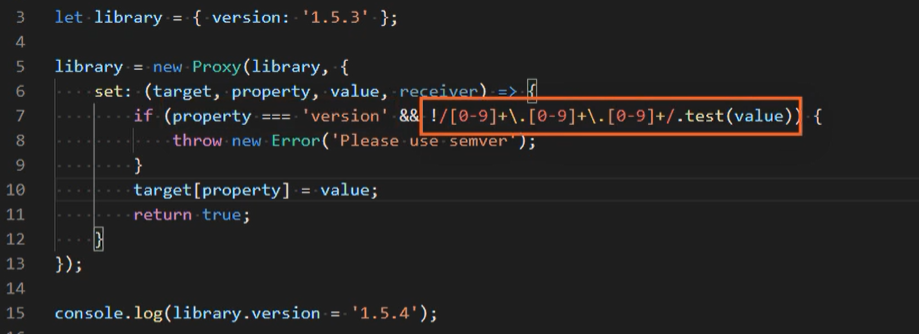 3 let library = { version: '1.5.3' };
4
5 library = new Proxy(library, {
6 set: (target, property, value, receiver) => {
7 if (property === 'version' && !/[0-9]+\.[0-9]+\.[0-9]+/.test(value)) {
8 throw new Error('Please use semver');
9 }
10 target[property] = value;
11 return true;
12 }
13 });
14
15 console.log(library.version = '1.5.4');